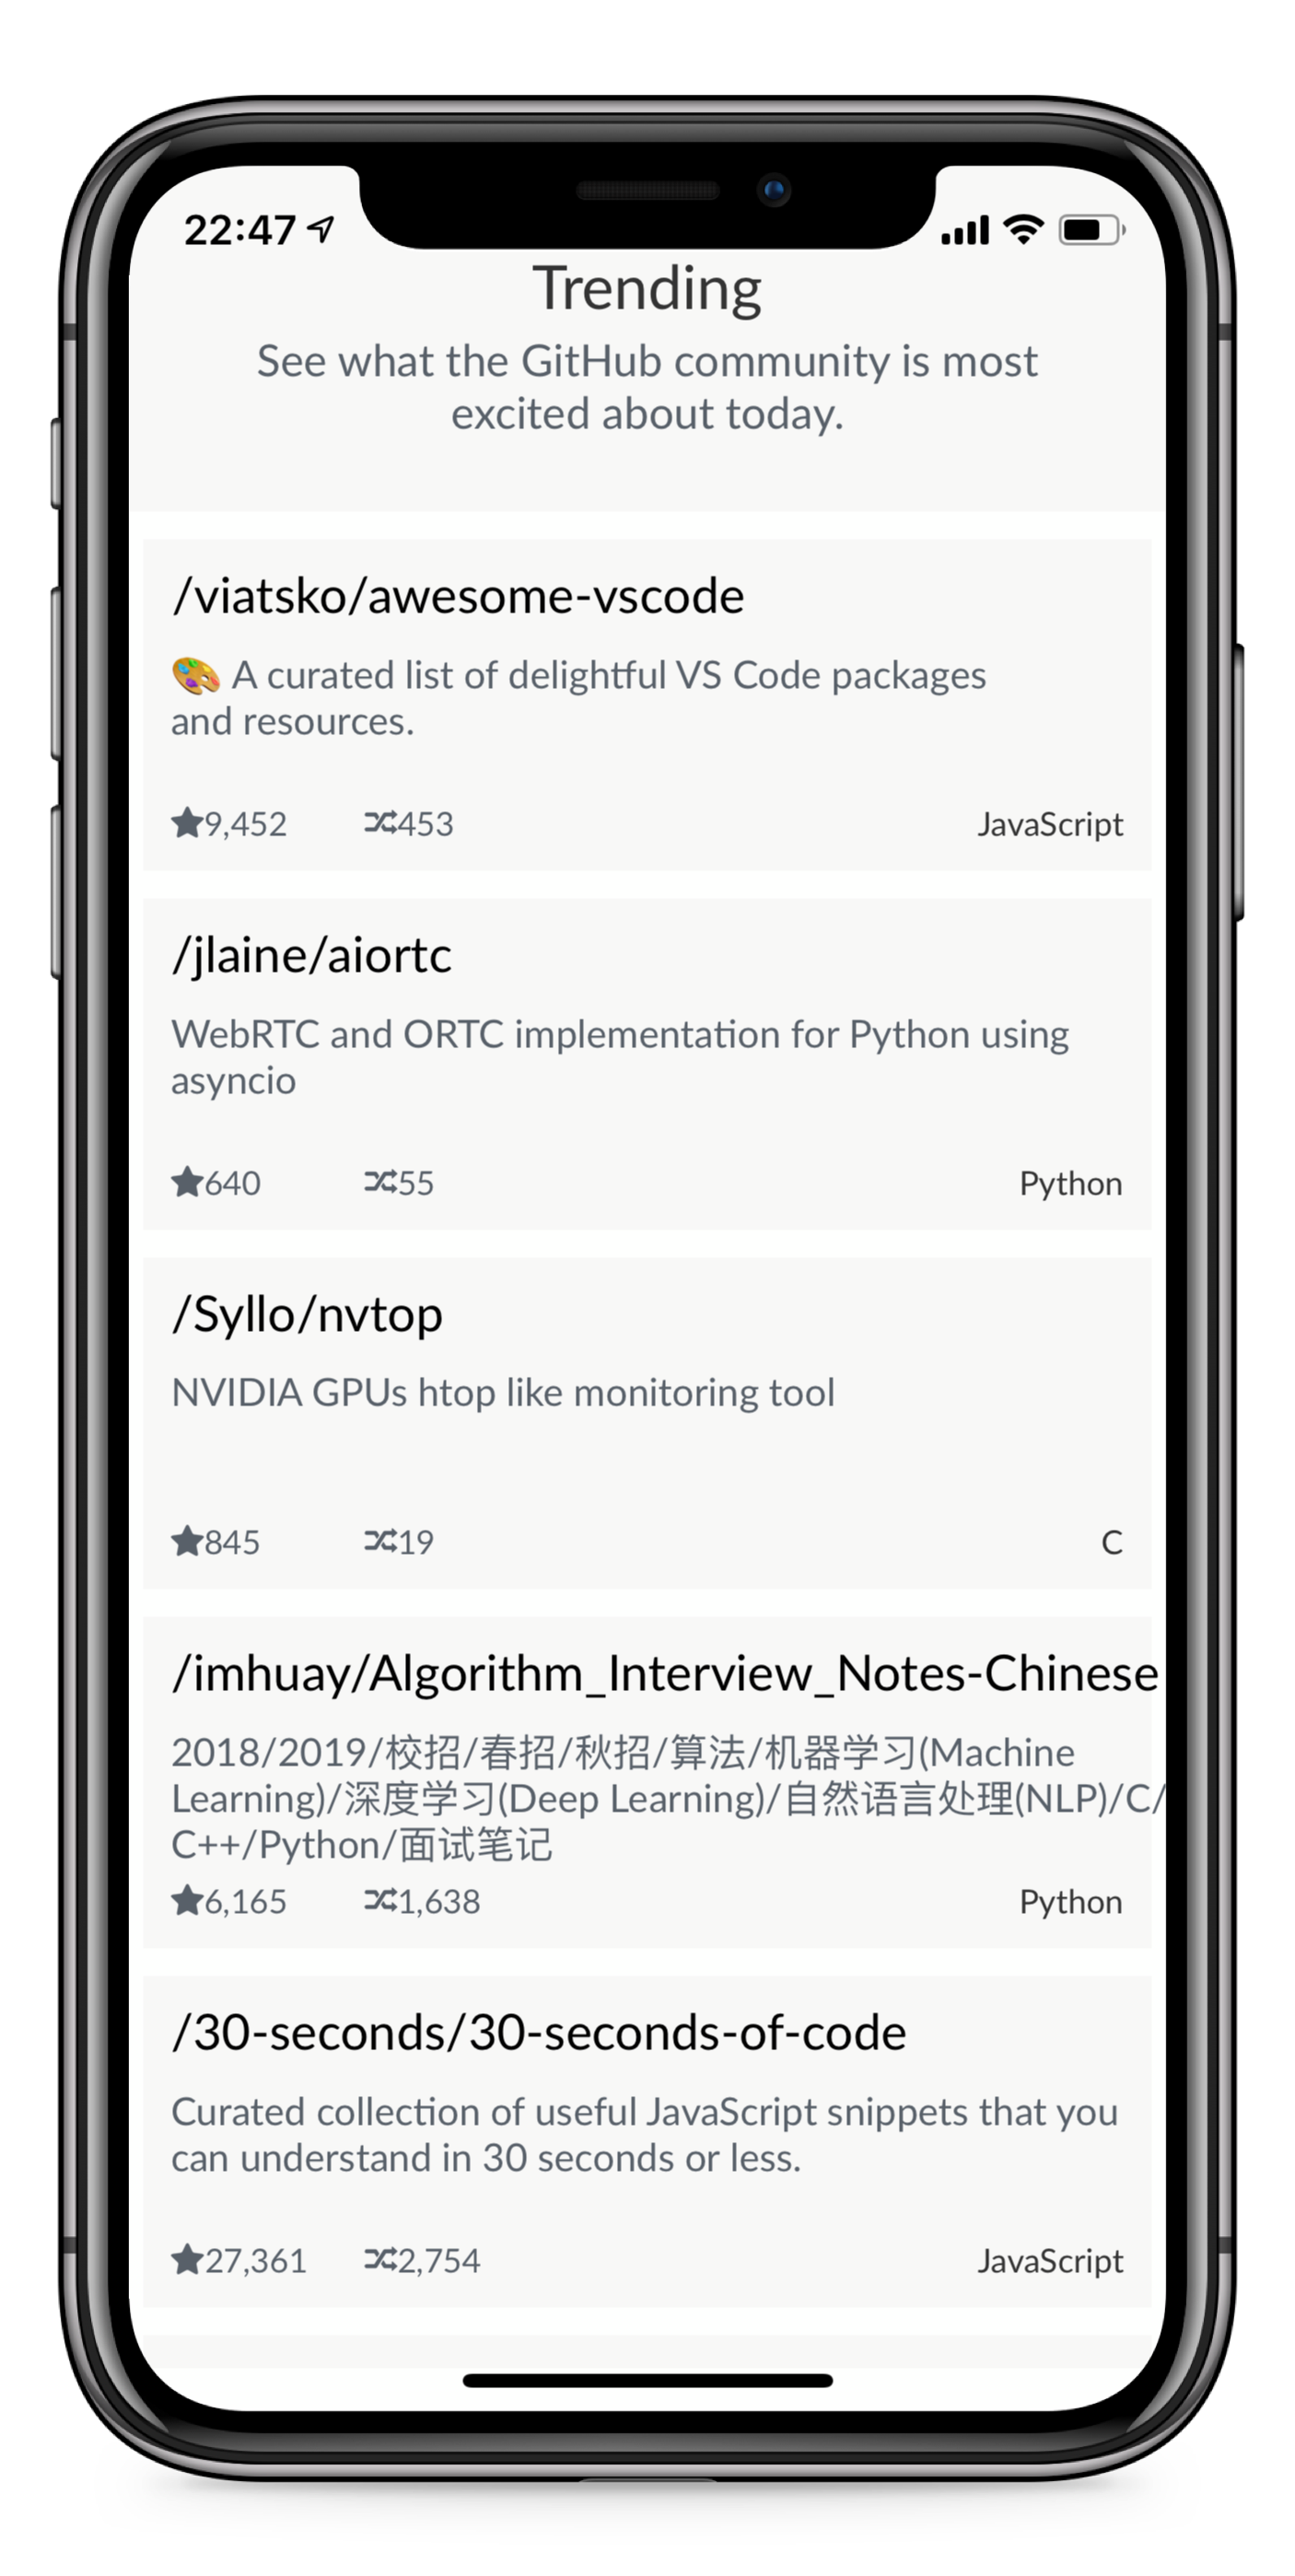 22:47
Trending
See what the GitHub community is most
excited about today.
/viatsko/awesome-vscode
🎨 A curated list of delightful VS Code packages
and resources.
9,452 453 JavaScript
/jlaine/aiortc
WebRTC and ORTC implementation for Python using
asyncio
640 55 Python
/Syllo/nvtop
NVIDIA GPUs htop like monitoring tool
845 19 C
/imhuay/Algorithm_Interview_Notes-Chinese
2018/2019/校招/春招/秋招/算法/机器学习(Machine
Learning)/深度学习(Deep Learning)/自然语言处理(NLP)/C/
C++/Python/面试笔记
6,165 1,638 Python
/30-seconds/30-seconds-of-code
Curated collection of useful JavaScript snippets that you
can understand in 30 seconds or less.
27,361 2,754 JavaScript